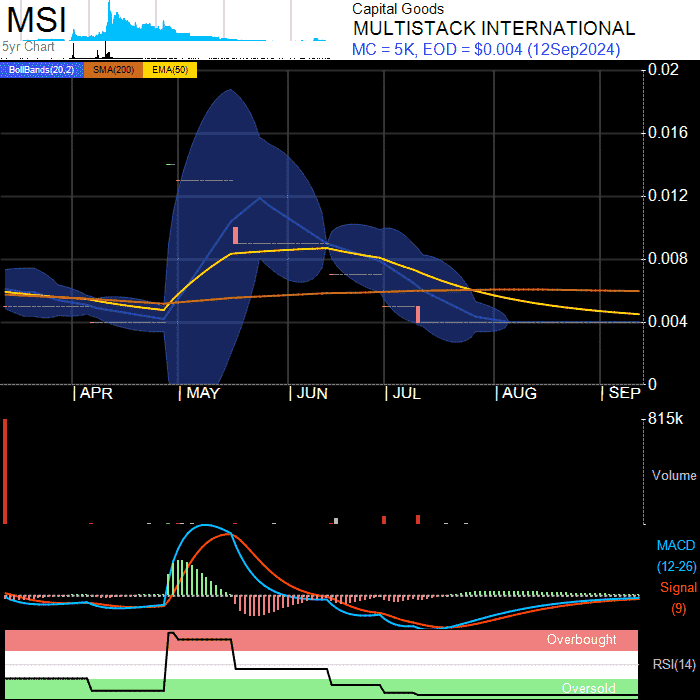 MSI
5yr Chart
Capital Goods
MULTISTACK INTERNATIONAL
MC = 5K, EOD = $0.004 (12Sep2024)
BollBands(20,2) SMA(200) EMA(50)
0.02
0.016
0.012
0.008
0.004
0
APR MAY JUN JUL AUG SEP
815k
Volume
MACD
(12-26)
Signal
(9)
Overbought
RSI(14)
Oversold